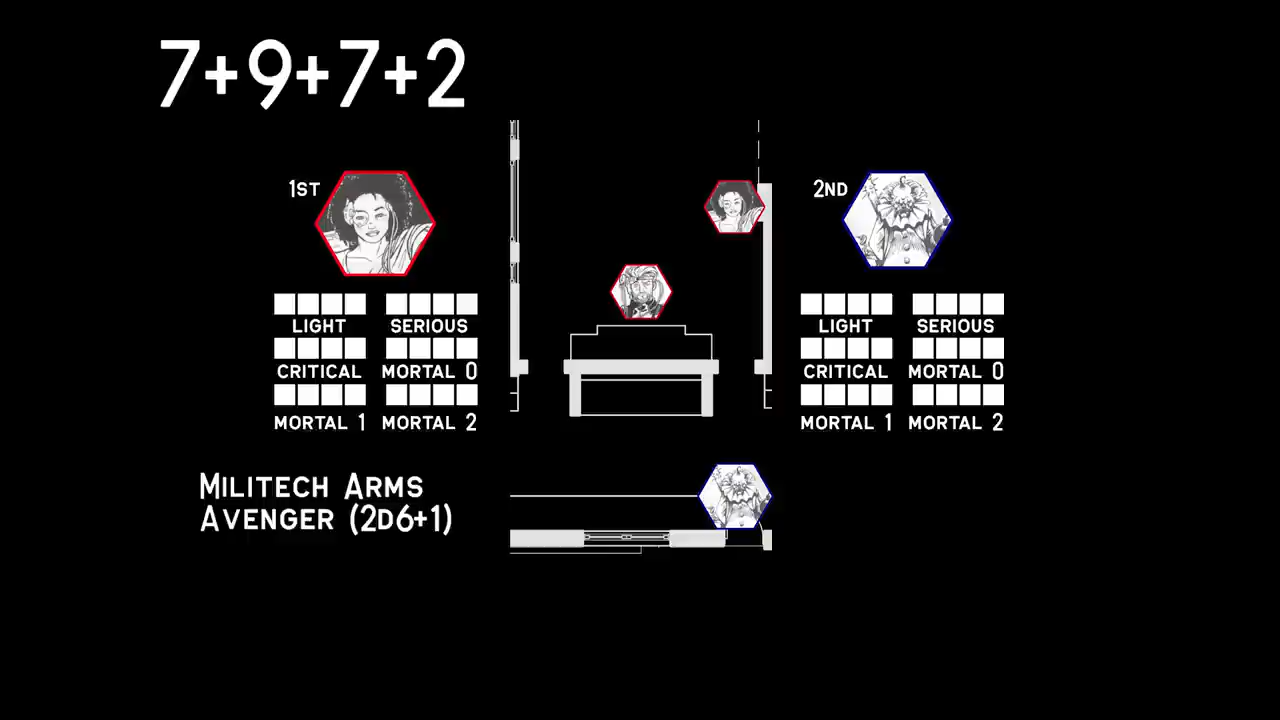 7+9+7+2
1ST
2ND
LIGHT SERIOUS
CRITICAL MORTAL 0
MORTAL 1 MORTAL 2
LIGHT SERIOUS
CRITICAL MORTAL 0
MORTAL 1 MORTAL 2
MILITECH ARMS
AVENGER (2D6+1)